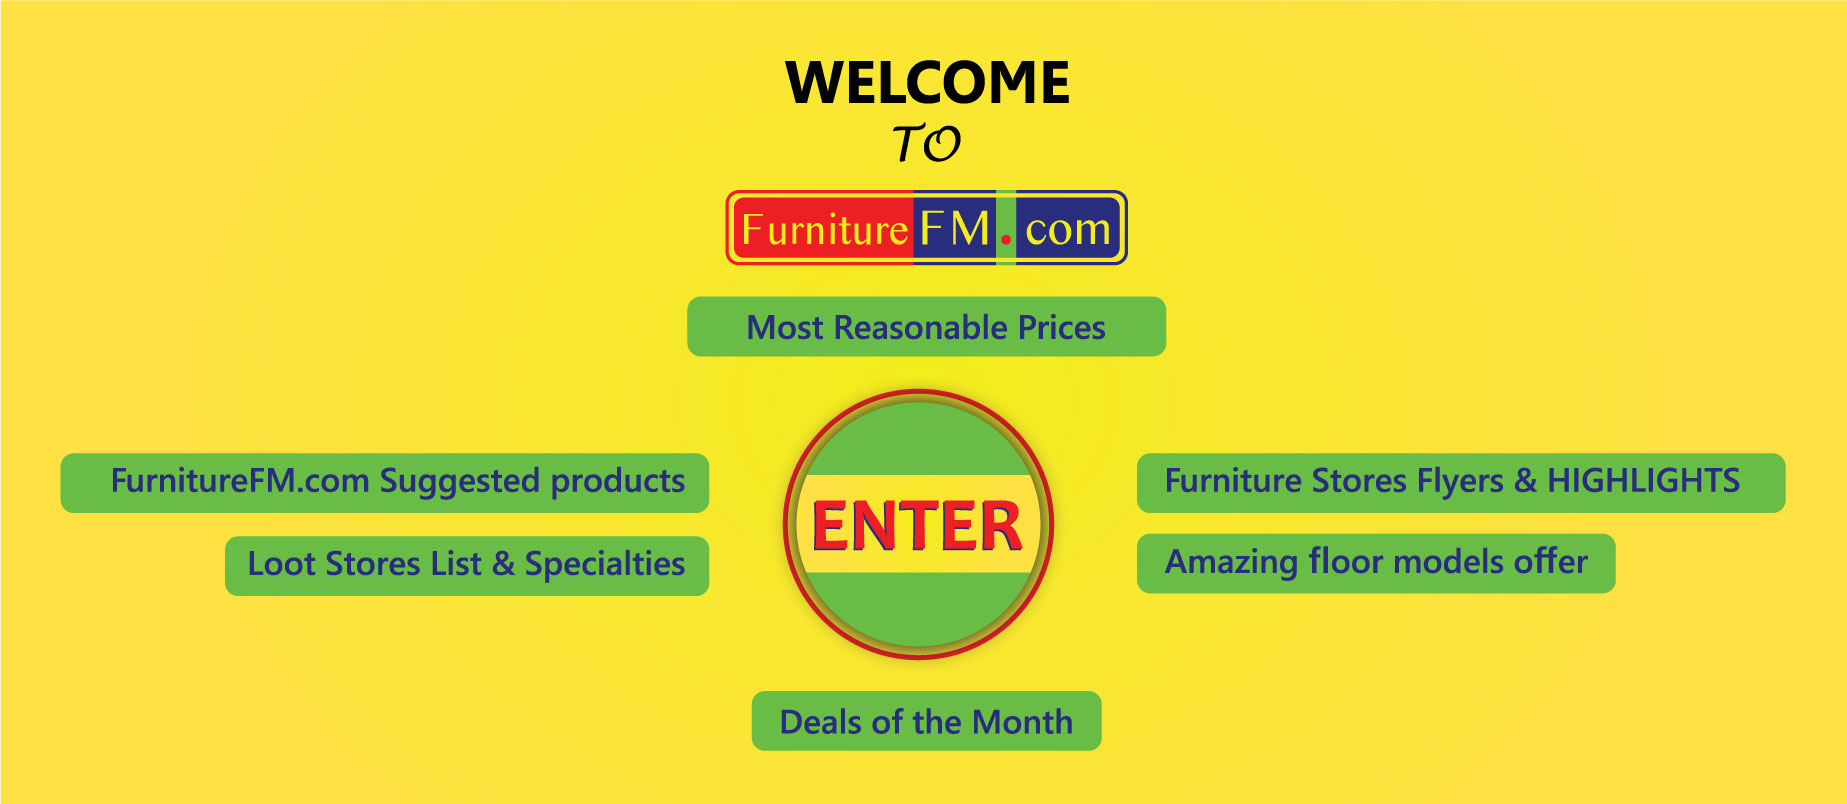 WELCOME
TO
FurnitureFM.com
Most Reasonable Prices
FurnitureFM.com Suggested products
Loot Stores List & Specialties
ENTER
Furniture Stores Flyers & HIGHLIGHTS
Amazing floor models offer
Deals of the Month